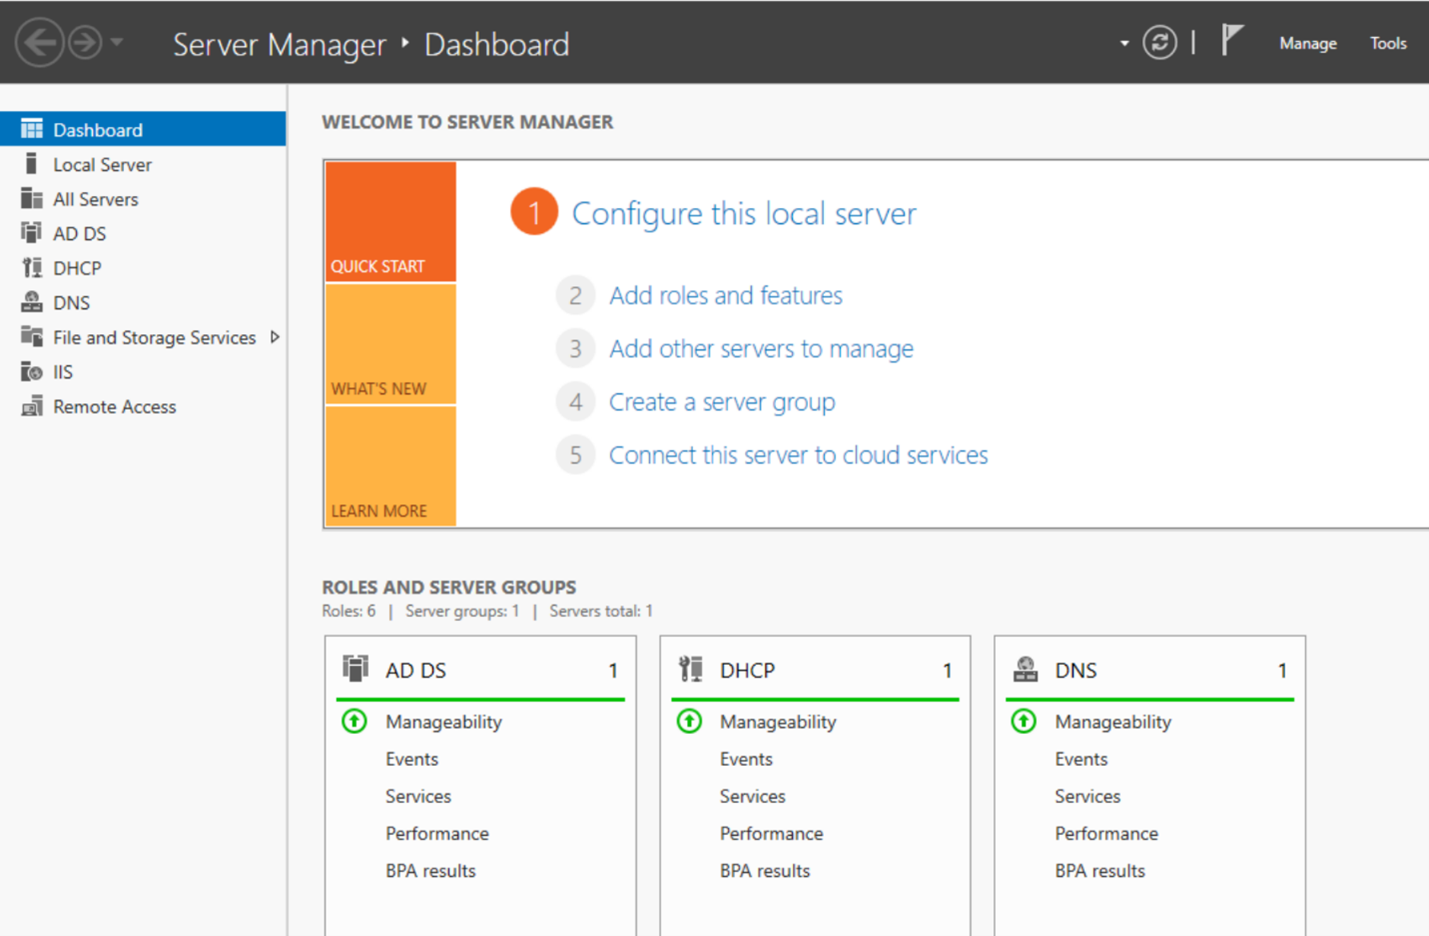 Server Manager ‣ Dashboard
Manage Tools
Dashboard
Local Server
All Servers
AD DS
DHCP
DNS
File and Storage Services
IIS
Remote Access
WELCOME TO SERVER MANAGER
QUICK START
WHAT'S NEW
LEARN MORE
1 Configure this local server
2 Add roles and features
3 Add other servers to manage
4 Create a server group
5 Connect this server to cloud services
ROLES AND SERVER GROUPS
Roles: 6 | Server groups: 1 | Servers total: 1
AD DS 1
Manageability
Events
Services
Performance
BPA results
DHCP 1
Manageability
Events
Services
Performance
BPA results
DNS 1
Manageability
Events
Services
Performance
BPA results